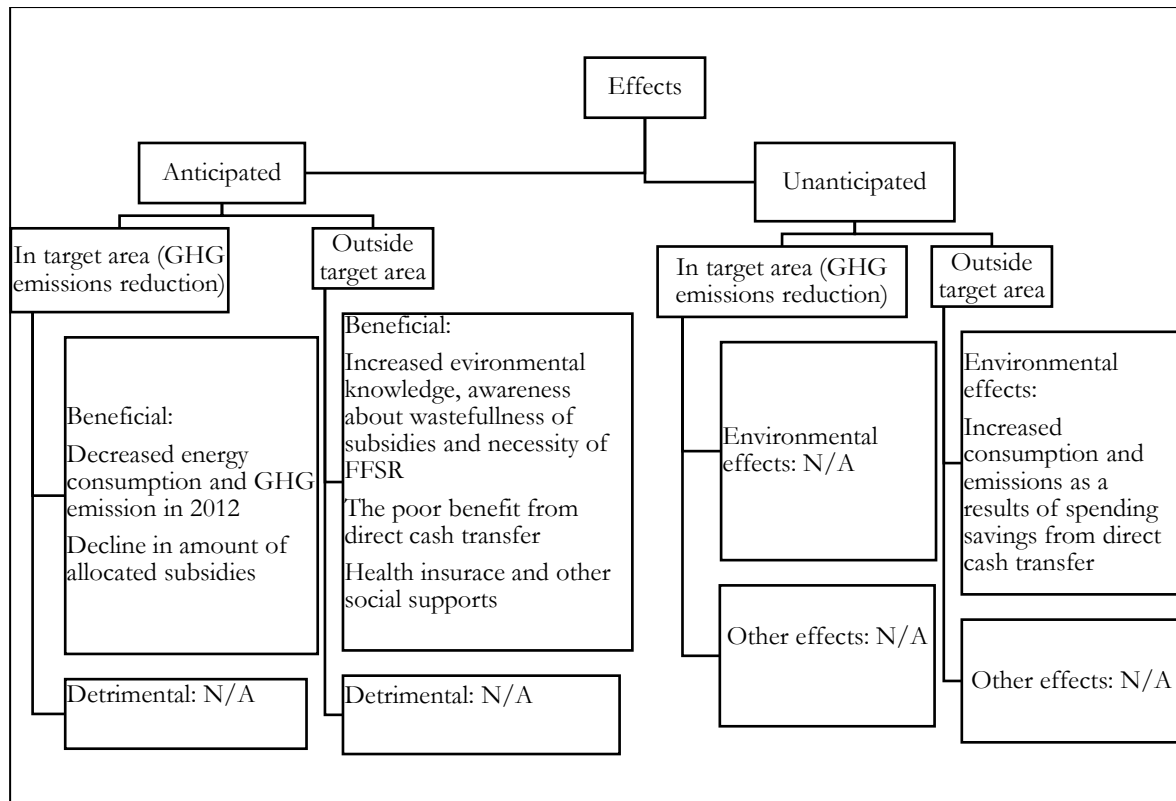 Effects
Anticipated
Unanticipated
In target area (GHG
emissions reduction)
Outside
target area
In target area (GHG
emissions reduction)
Outside
target area
Beneficial:
Decreased energy
consumption and GHG
emission in 2012
Decline in amount of
allocated subsidies
Detrimental: N/A
Beneficial:
Increased evironmental
knowledge, awareness
about wastefullness of
subsidies and necessity of
FFSR
The poor benefit from
direct cash transfer
Health insurace and other
social supports
Detrimental: N/A
Environmental
effects: N/A
Other effects: N/A
Environmental
effects:
Increased
consumption and
emissions as a
results of spending
savings from direct
cash transfer
Other effects: N/A